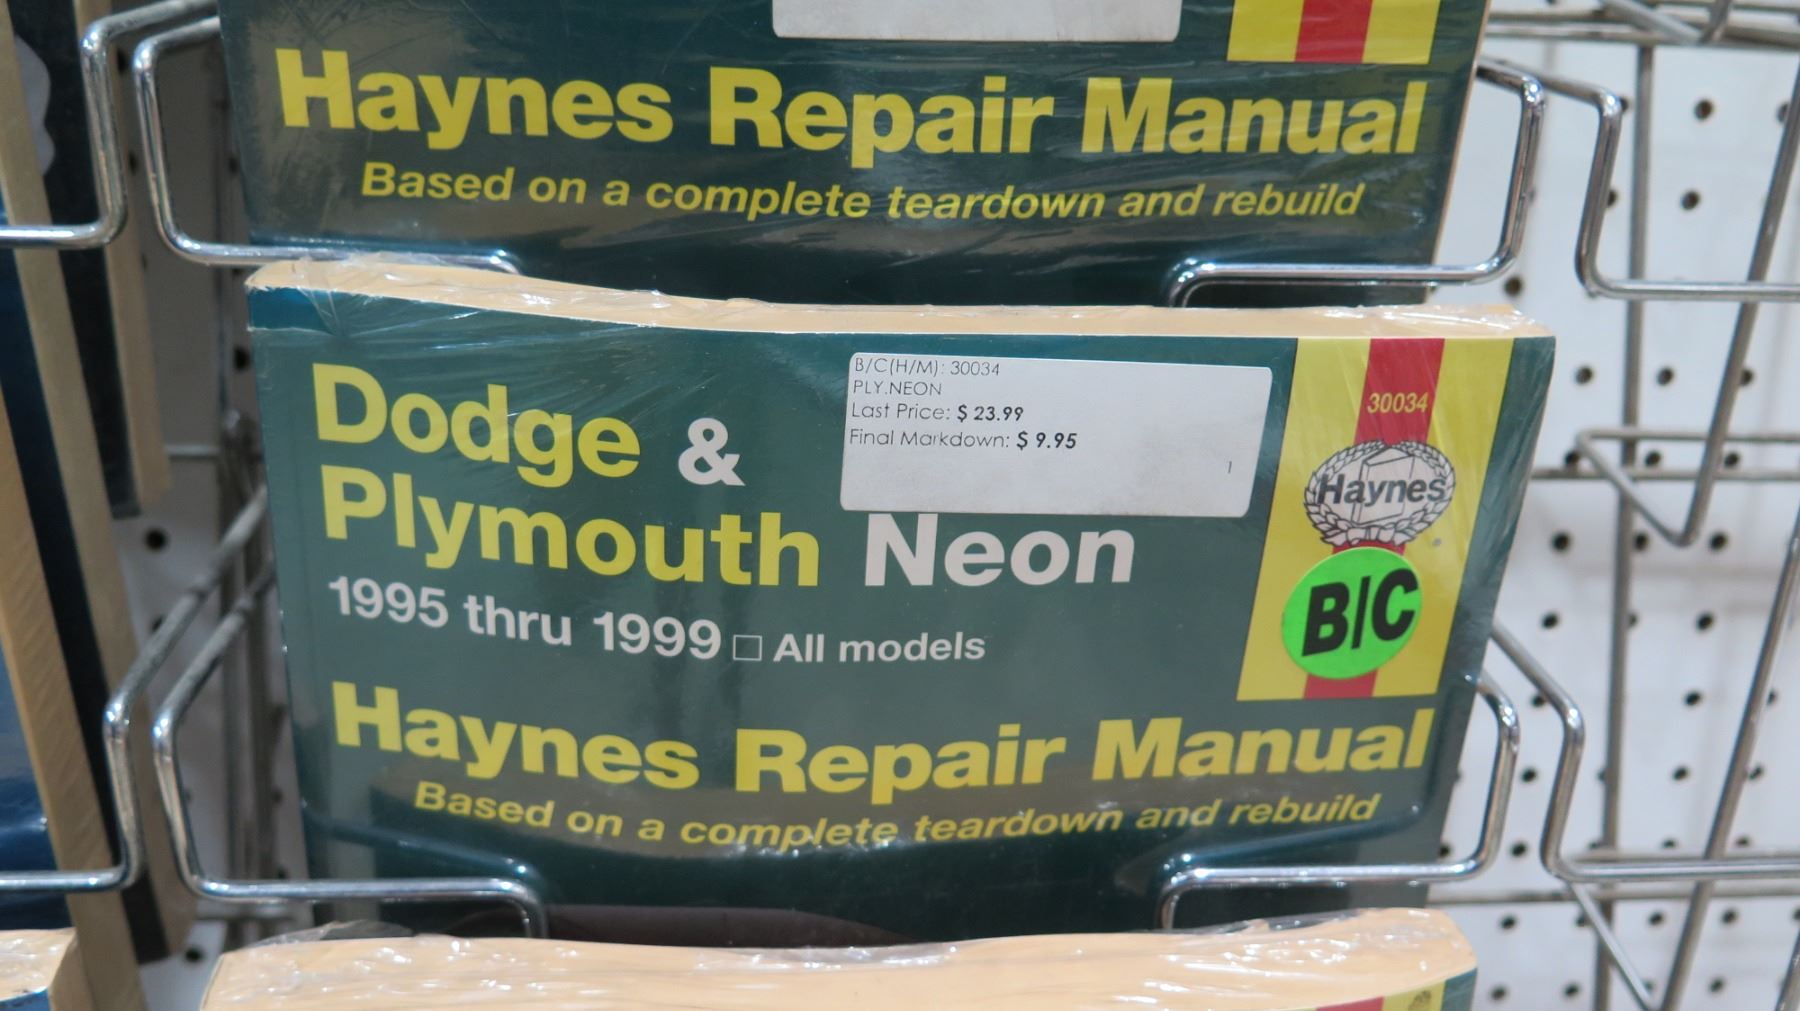 Haynes Repair Manual
Based on a complete teardown and rebuild
B/C(H/M): 30034
PLY.NEON
Last Price: $ 23.99
Final Markdown: $ 9.95
1
30034
Haynes
B/C
Dodge &
Plymouth Neon
1995 thru 1999 □ All models
Haynes Repair Manual
Based on a complete teardown and rebuild